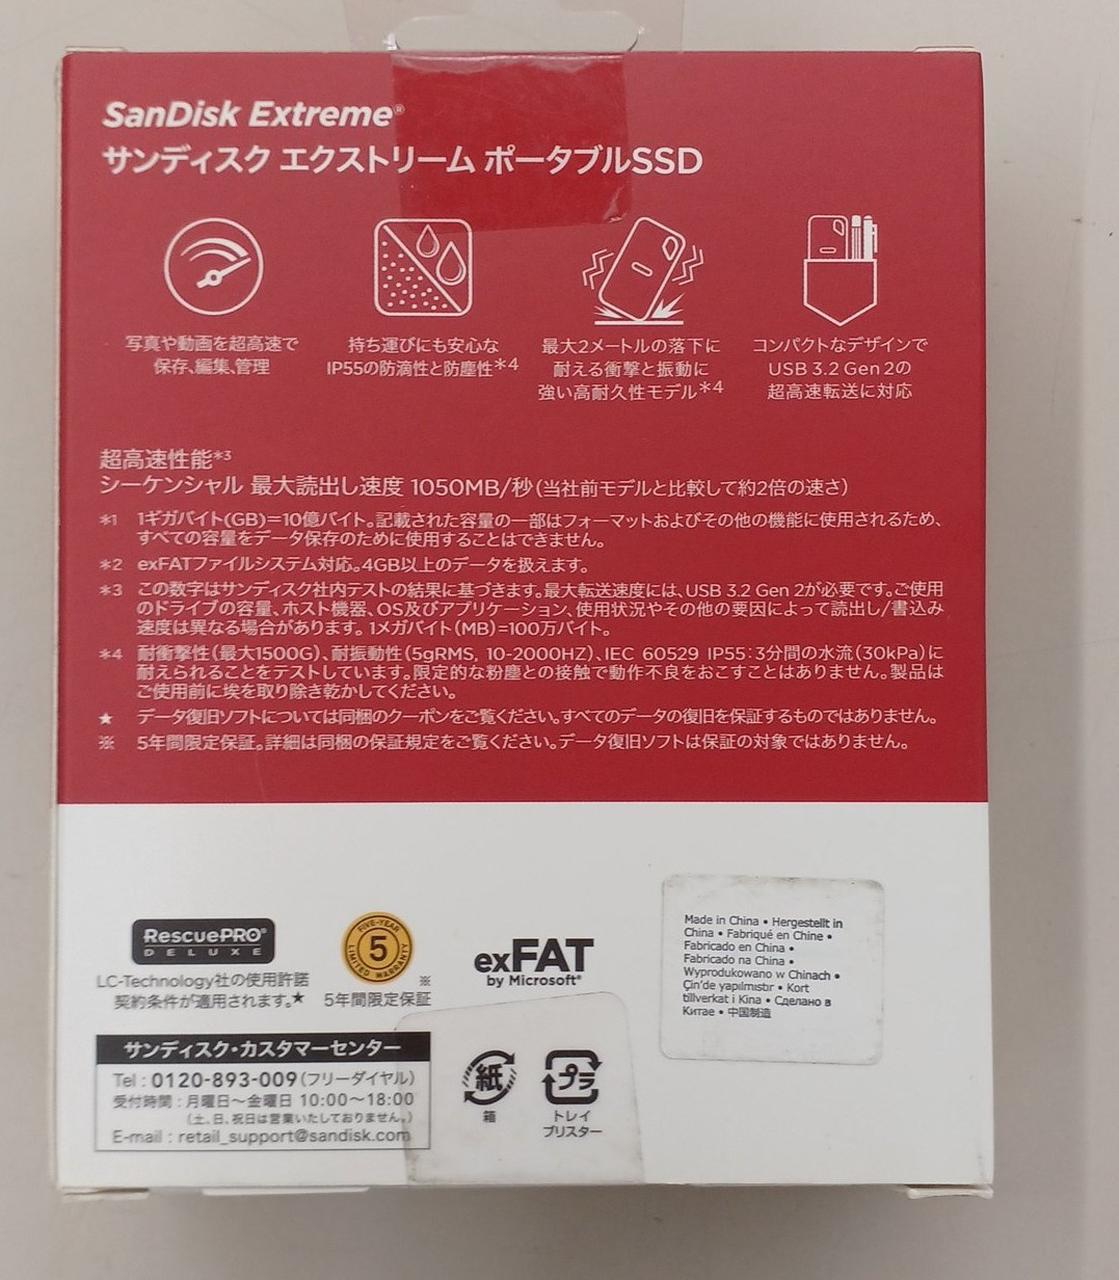 SanDisk Extreme®
サンディスク エクストリーム ポータブルSSD
写真や動画を超高速で
保存、編集、管理
持ち運びにも安心な
IP55の防滴性と防塵性*4
最大2メートルの落下に
耐える衝撃と振動に
強い高耐久性モデル*4
コンパクトなデザインで
USB 3.2 Gen 2の
超高速転送に対応
超高速性能*3
シーケンシャル 最大読出し速度 1050MB/秒(当社前モデルと比較して約2倍の速さ)
*1 1ギガバイト(GB)=10億バイト。記載された容量の一部はフォーマットおよびその他の機能に使用されるため、
すべての容量をデータ保存のために使用することはできません。
*2 exFATファイルシステム対応。4GB以上のデータを扱えます。
*3 この数字はサンディスク社内テストの結果に基づきます。最大転送速度には、USB 3.2 Gen 2が必要です。ご使用
のドライブの容量、ホスト機器、OS及びアプリケーション、使用状況やその他の要因によって読出し/書込み
速度は異なる場合があります。1メガバイト(MB)=100万バイト。
*4 耐衝撃性(最大1500G)、耐振動性(5gRMS, 10-2000HZ)、IEC 60529 IP55:3分間の水流(30kPa)に
耐えられることをテストしています。限定的な粉塵との接触で動作不良をおこすことはありません。製品は
ご使用前に埃を取り除き乾かしてください。
★ データ復旧ソフトについては同梱のクーポンをご覧ください。すべてのデータの復旧を保証するものではありません。
※ 5年間限定保証。詳細は同梱の保証規定をご覧ください。データ復旧ソフトは保証の対象ではありません。
RescuePRO®
DELUXE
LC-Technology社の使用許諾
契約条件が適用されます。★
FIVE-YEAR
5
LIMITED WARRANTY
※
5年間限定保証
exFAT
by Microsoft®
Made in China • Hergestellt in
China • Fabriqué en Chine •
Fabricado en China •
Fabricado na China •
Wyprodukowano w Chinach •
Çin'de yapılmıstır • Kort
tillverkat i Kina • Сделано в
Китае • 中国制造
サンディスク・カスタマーセンター
Tel : 0120-893-009(フリーダイヤル)
受付時間 : 月曜日〜金曜日 10:00〜18:00
(土、日、祝日は営業いたしておりません。)
E-mail : retail_support@sandisk.com
紙
箱
プラ
トレイ
ブリスター